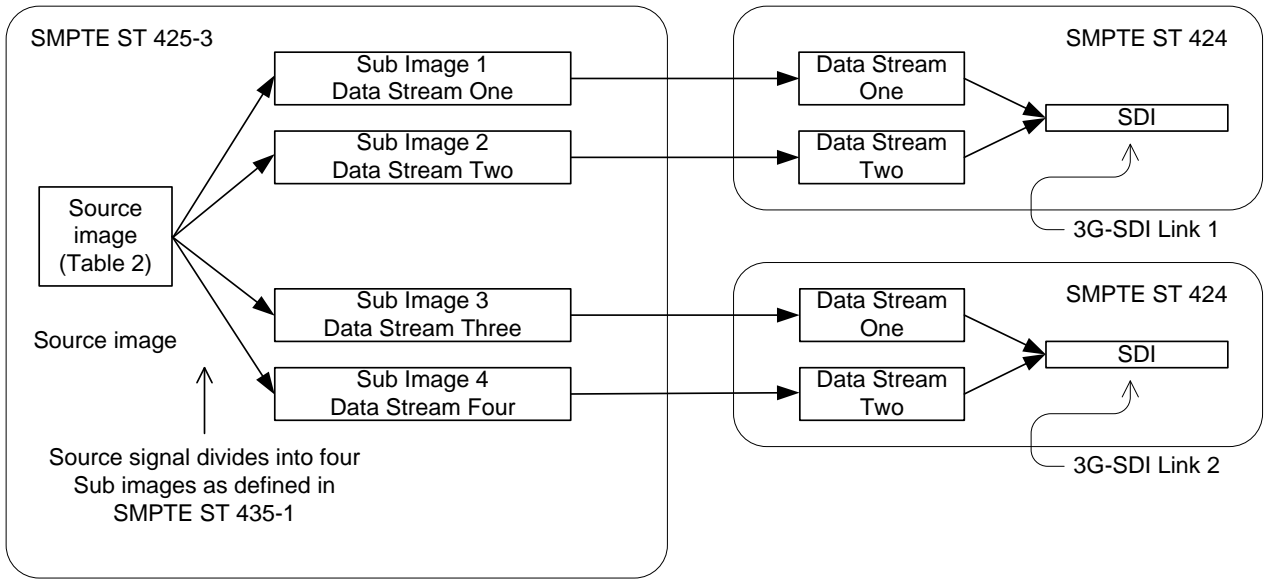 SMPTE ST 425-3
Sub Image 1
Data Stream One
Sub Image 2
Data Stream Two
Source
image
(Table 2)
Sub Image 3
Data Stream Three
Source image
Sub Image 4
Data Stream Four
Source signal divides into four
Sub images as defined in
SMPTE ST 435-1
SMPTE ST 424
Data Stream
One
SDI
Data Stream
Two
3G-SDI Link 1
SMPTE ST 424
Data Stream
One
SDI
Data Stream
Two
3G-SDI Link 2